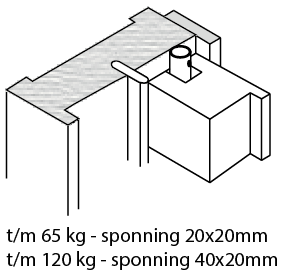 t/m 65 kg - sponning 20x20mm
t/m 120 kg - sponning 40x20mm